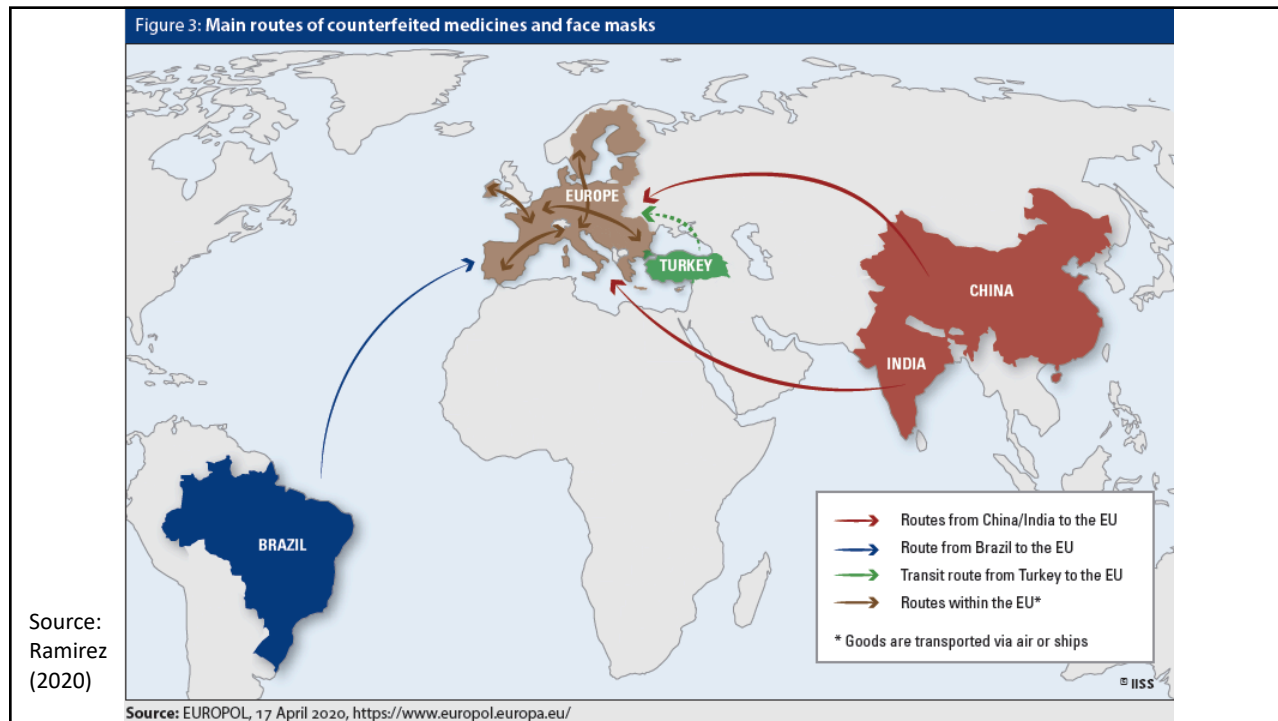 Figure 3: Main routes of counterfeited medicines and face masks
EUROPE
TURKEY
CHINA
INDIA
BRAZIL
Routes from China/India to the EU
Route from Brazil to the EU
Transit route from Turkey to the EU
Routes within the EU*
* Goods are transported via air or ships
© IISS
Source:
Ramirez
(2020)
Source: EUROPOL, 17 April 2020, https://www.europol.europa.eu/